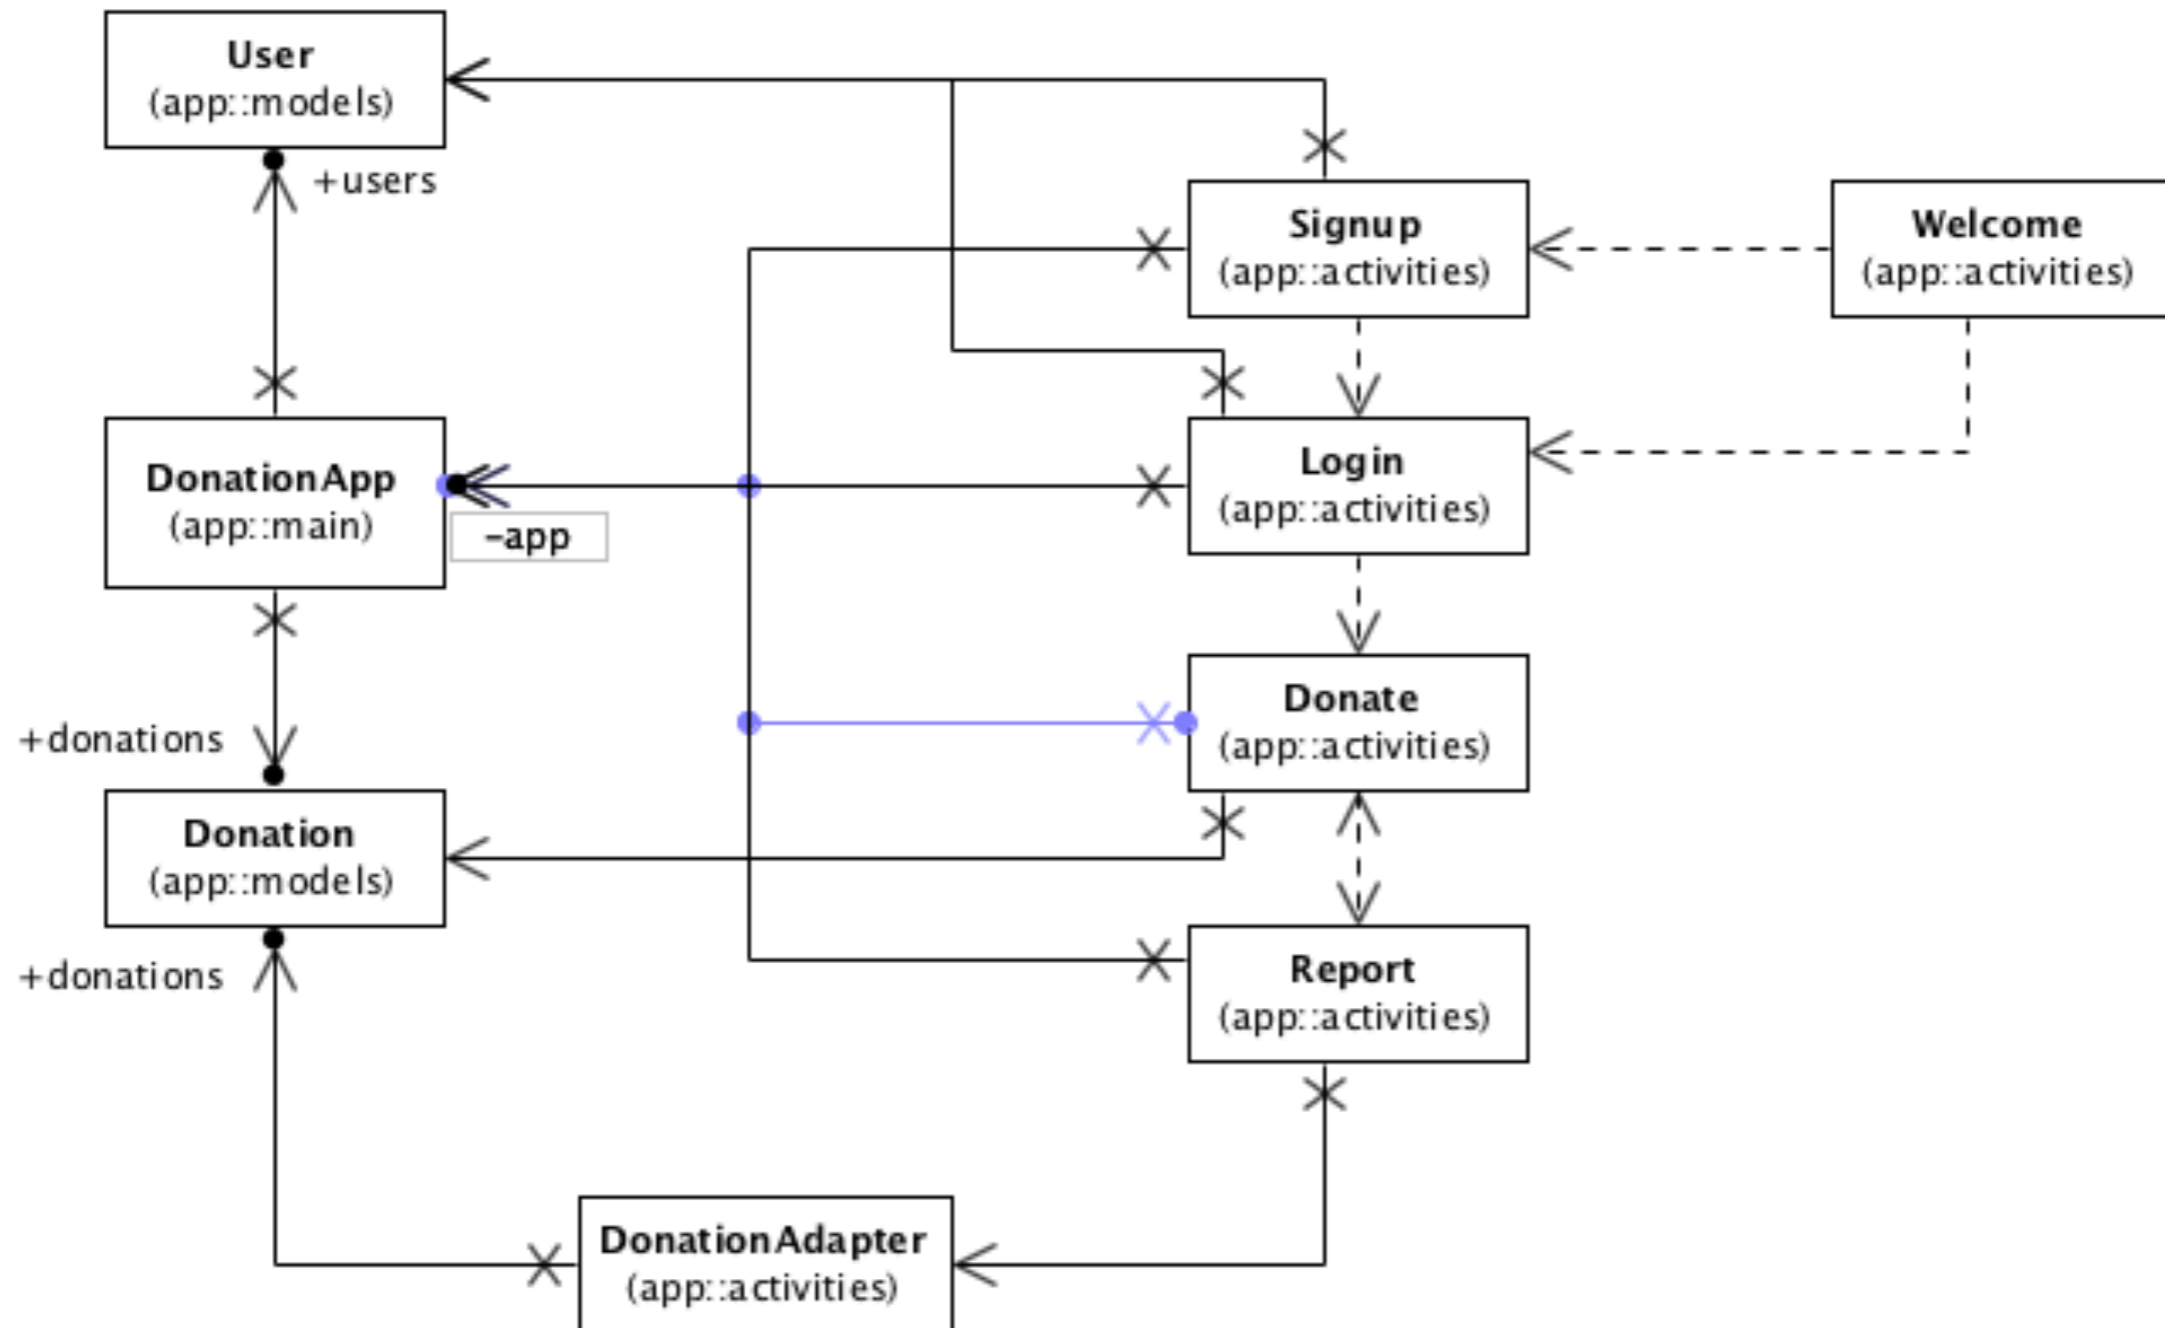 User
(app::models)
+users
Signup
(app::activities)
Welcome
(app::activities)
DonationApp
(app::main)
-app
Login
(app::activities)
Donate
(app::activities)
+donations
Donation
(app::models)
+donations
Report
(app::activities)
DonationAdapter
(app::activities)